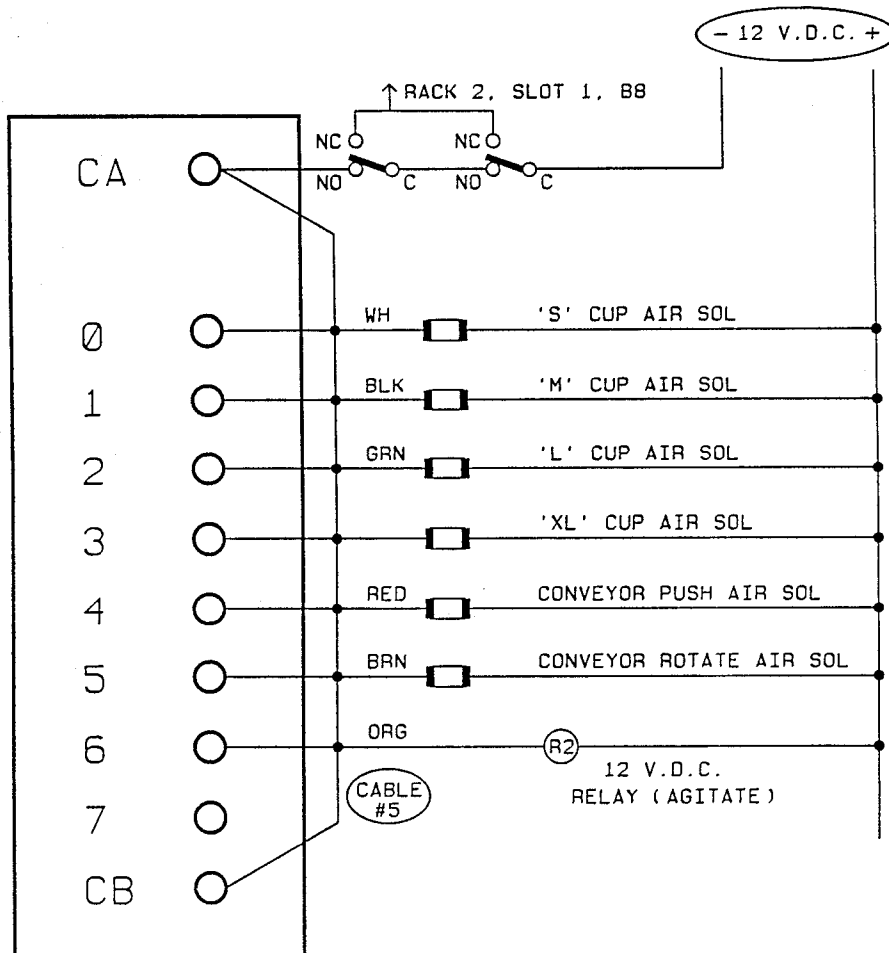 - 12 V.D.C. +
RACK 2, SLOT 1, B8
NC NC
CA
NO C NO C
0 WH 'S' CUP AIR SOL
1 BLK 'M' CUP AIR SOL
2 GRN 'L' CUP AIR SOL
3 'XL' CUP AIR SOL
4 RED CONVEYOR PUSH AIR SOL
5 BRN CONVEYOR ROTATE AIR SOL
6 ORG R2
12 V.D.C.
RELAY (AGITATE)
CABLE
#5
7
CB